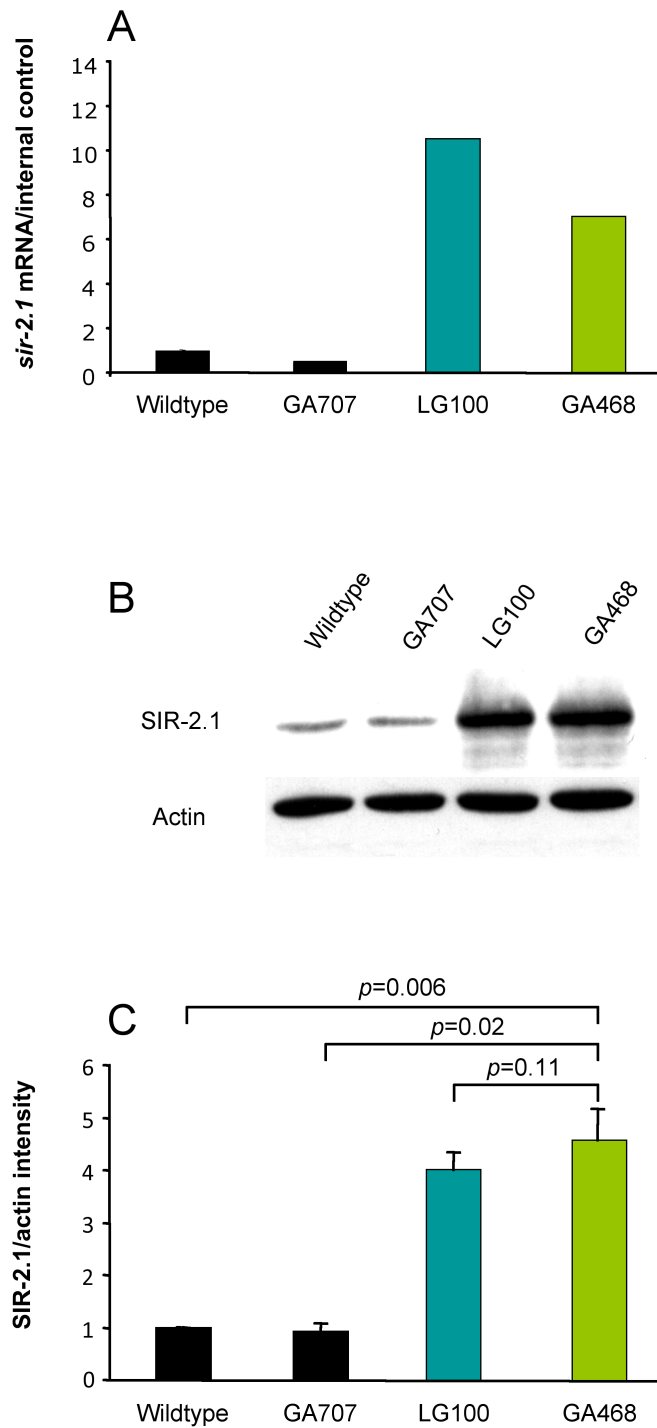 A
sir-2.1 mRNA/internal control
14
12
10
8
6
4
2
0
Wildtype GA707 LG100 GA468
B
Wildtype GA707 LG100 GA468
SIR-2.1
Actin
C
p=0.006
p=0.02
p=0.11
SIR-2.1/actin intensity
6
5
4
3
2
1
0
Wildtype GA707 LG100 GA468